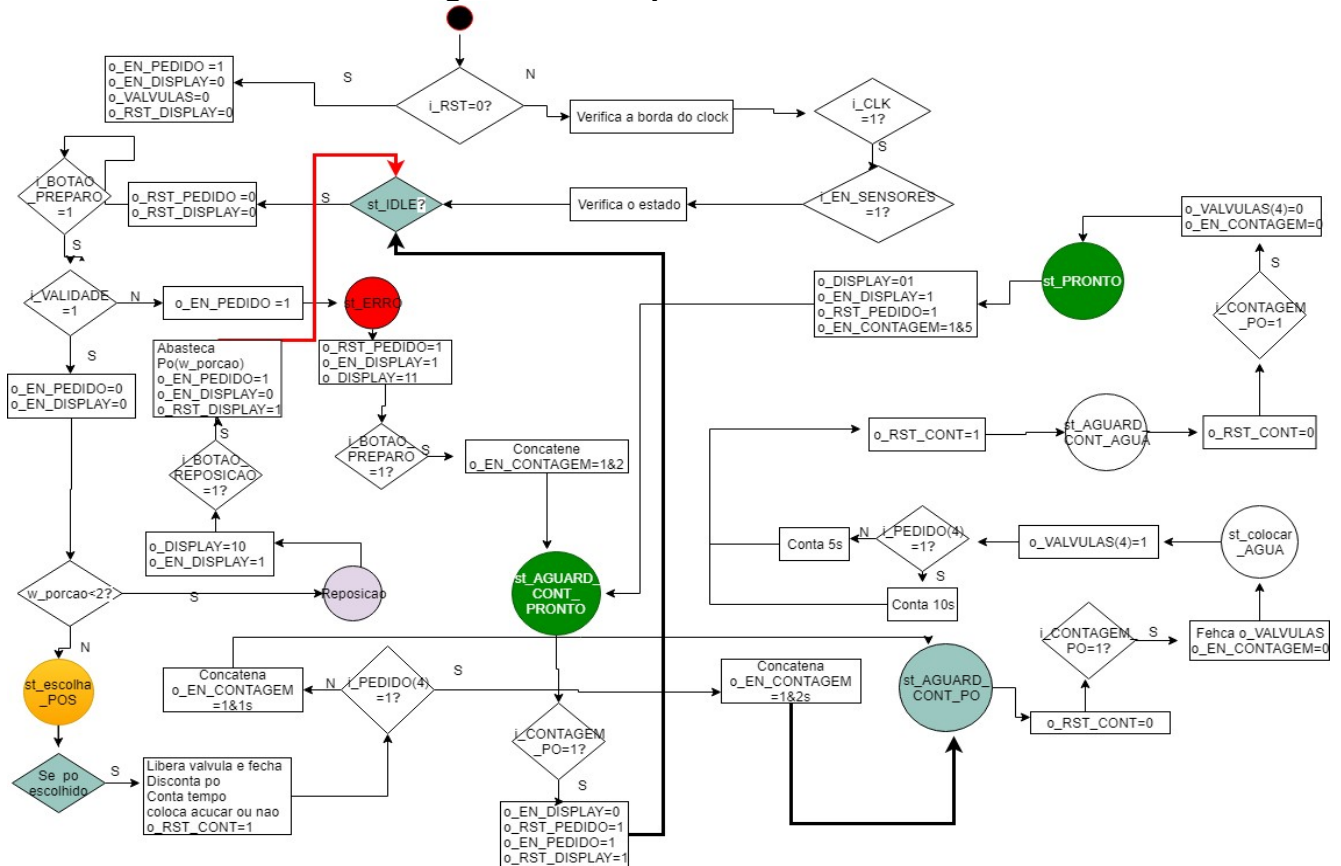 o_EN_PEDIDO =1
o_EN_DISPLAY=0
o_VALVULAS=0
o_RST_DISPLAY=0
S
i_RST=0?
N
Verifica a borda do clock
i_CLK
=1?
S
i_BOTAO
_PREPARO
=1
S
o_RST_PEDIDO =0
o_RST_DISPLAY=0
S
st_IDLE?
Verifica o estado
i_EN_SENSORES
=1?
o_VALVULAS(4)=0
o_EN_CONTAGEM=0
S
i_VALIDADE
=1
N
o_EN_PEDIDO =1
st_ERRO
o_DISPLAY=01
o_EN_DISPLAY=1
o_RST_PEDIDO=1
o_EN_CONTAGEM=1&5
st_PRONTO
i_CONTAGEM
_PO=1
S
o_EN_PEDIDO=0
o_EN_DISPLAY=0
Abasteca
Po(w_porcao)
o_EN_PEDIDO=1
o_EN_DISPLAY=0
o_RST_DISPLAY=1
o_RST_PEDIDO=1
o_EN_DISPLAY=1
o_DISPLAY=11
S
i_BOTAO_
REPOSICAO
=1?
i_BOTAO_
PREPARO
=1?
S
Concatene
o_EN_CONTAGEM=1&2
o_RST_CONT=1
st_AGUARD_
CONT_AGUA
o_RST_CONT=0
o_DISPLAY=10
o_EN_DISPLAY=1
Conta 5s
N
i_PEDIDO(4)
=1?
S
Conta 10s
o_VALVULAS(4)=1
st_colocar
_AGUA
w_porcao<2?
S
Reposicao
st_AGUARD_
CONT_
PRONTO
N
st_escolha
_POS
Concatena
o_EN_CONTAGEM
=1&1s
N
i_PEDIDO(4)
=1?
S
Concatena
o_EN_CONTAGEM
=1&2s
st_AGUARD_
CONT_PO
o_RST_CONT=0
i_CONTAGEM
PO=1?
S
Fehca o_VALVULAS
o_EN_CONTAGEM=0
Se po
escolhido
S
Libera valvula e fecha
Disconta po
Conta tempo
coloca acucar ou nao
o_RST_CONT=1
i_CONTAGEM
_PO=1?
S
o_EN_DISPLAY=0
o_RST_PEDIDO=1
o_EN_PEDIDO=1
o_RST_DISPLAY=1